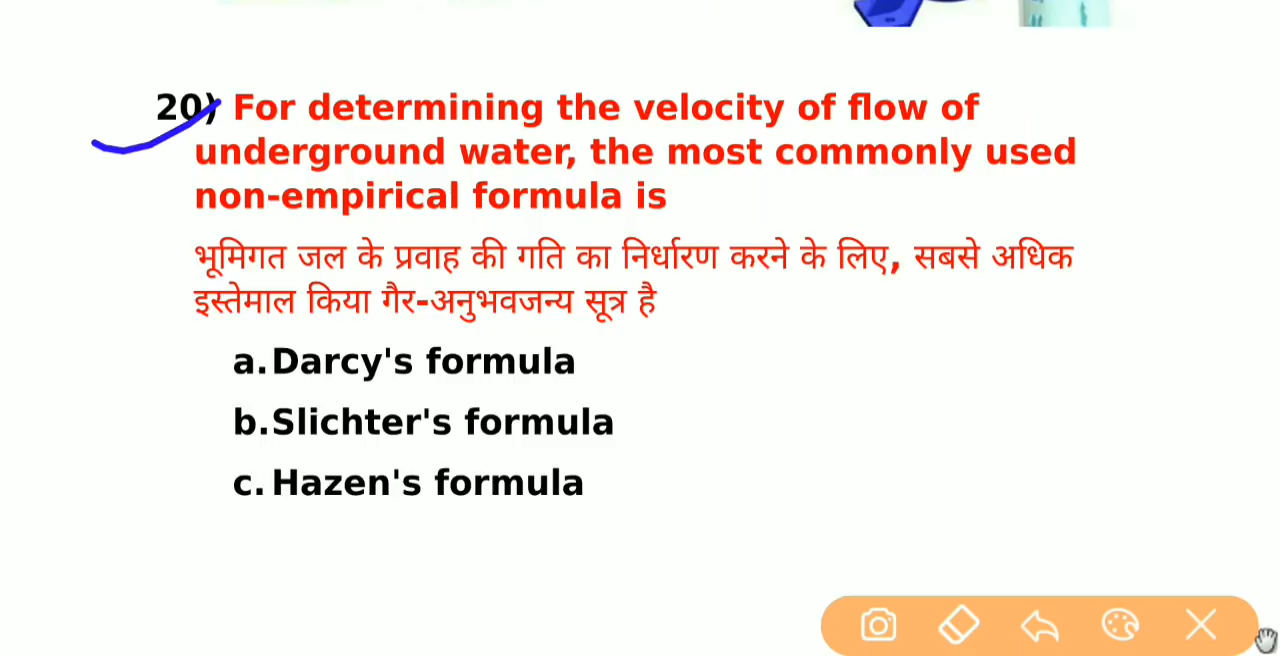 20) For determining the velocity of flow of
underground water, the most commonly used
non-empirical formula is
भूमिगत जल के प्रवाह की गति का निर्धारण करने के लिए, सबसे अधिक
इस्तेमाल किया गैर-अनुभवजन्य सूत्र है
a. Darcy's formula
b. Slichter's formula
c. Hazen's formula